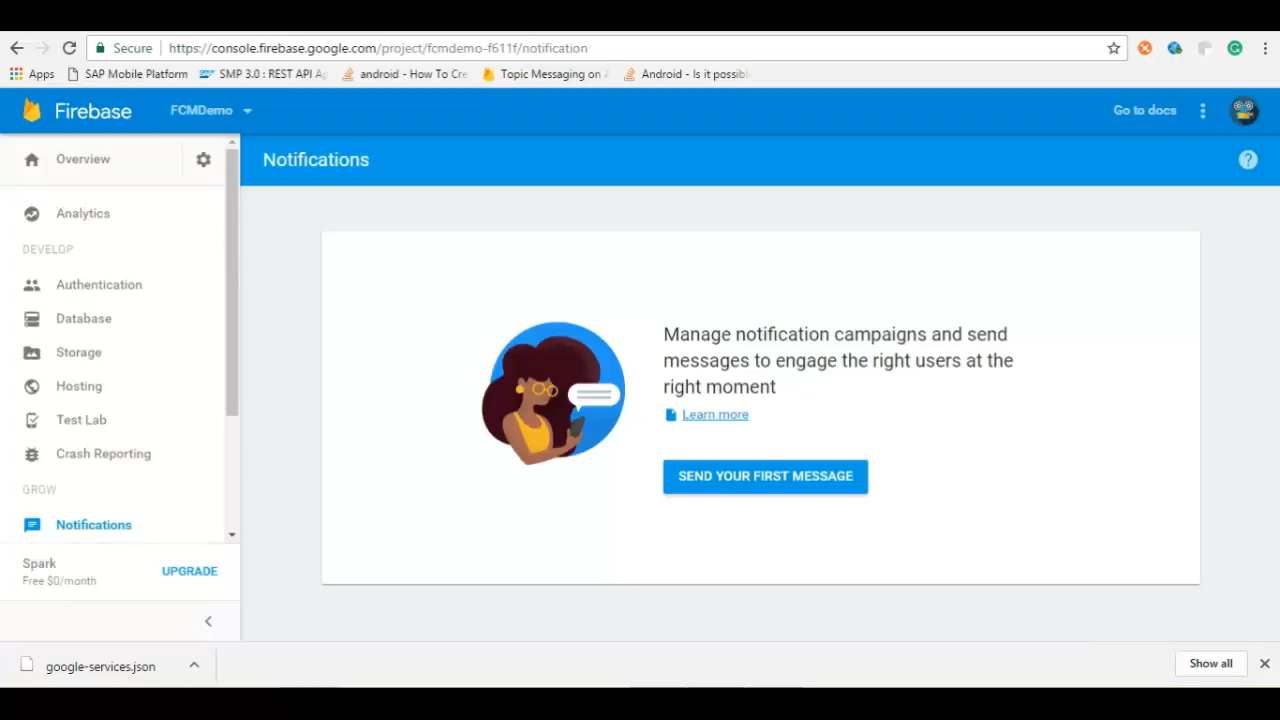 Secure
https://console.firebase.google.com/project/fcmdemo-f611f/notification
Apps
SAP Mobile Platform
SMP 3.0 : REST API Ap
android - How To Cre
Topic Messaging on
Android - Is it possibl
Firebase
FCMDemo
Go to docs
Overview
Notifications
Analytics
DEVELOP
Authentication
Database
Storage
Hosting
Test Lab
Crash Reporting
GROW
Notifications
Spark
Free $0/month
UPGRADE
Manage notification campaigns and send
messages to engage the right users at the
right moment
Learn more
SEND YOUR FIRST MESSAGE
google-services.json
Show all